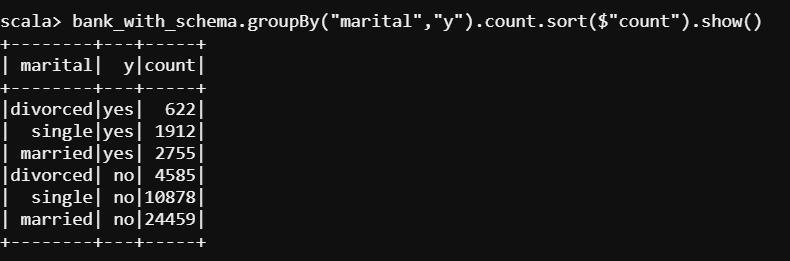 scala> bank_with_schema.groupBy("marital","y").count.sort($"count").show()
+--------+---+-----+
| marital|  y|count|
+--------+---+-----+
|divorced|yes|  622|
|  single|yes| 1912|
| married|yes| 2755|
|divorced| no| 4585|
|  single| no|10878|
| married| no|24459|
+--------+---+-----+